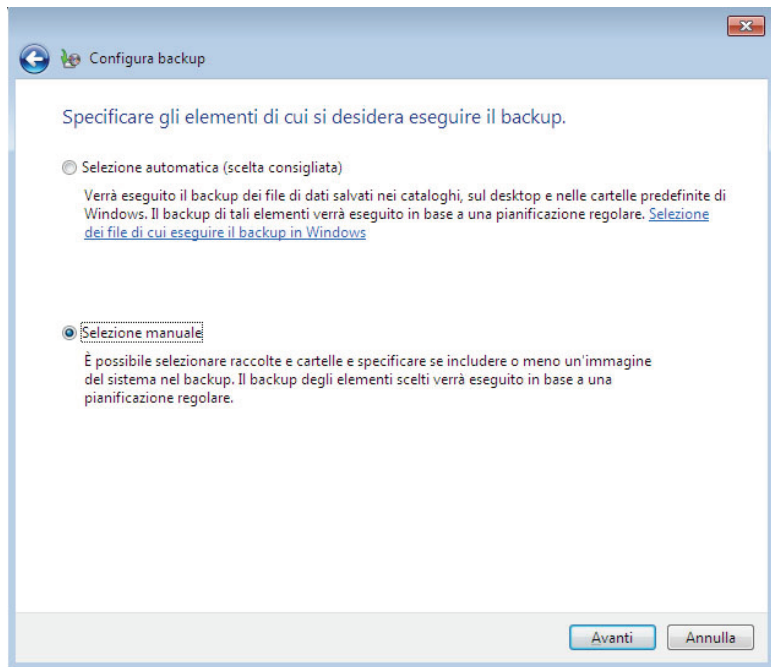 Configura backup
Specificare gli elementi di cui si desidera eseguire il backup.
Selezione automatica (scelta consigliata)
Verrà eseguito il backup dei file di dati salvati nei cataloghi, sul desktop e nelle cartelle predefinite di
Windows. Il backup di tali elementi verrà eseguito in base a una pianificazione regolare. Selezione
dei file di cui eseguire il backup in Windows
Selezione manuale
È possibile selezionare raccolte e cartelle e specificare se includere o meno un'immagine
del sistema nel backup. Il backup degli elementi scelti verrà eseguito in base a una
pianificazione regolare.
Avanti
Annulla